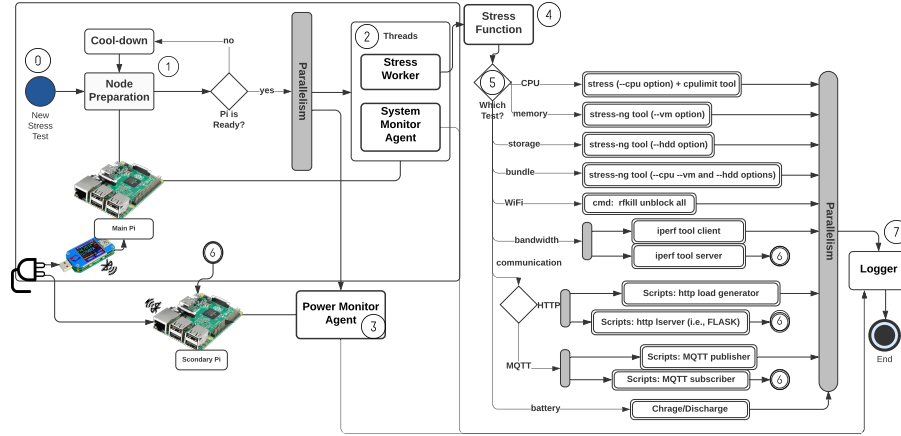 0
New
Stress
Test
Cool-down
Node
Preparation
1
no
yes
Pi is
Ready?
Parallelism
2
Threads
Stress
Worker
System
Monitor
Agent
Main Pi
6
Scondary Pi
Power Monitor
Agent
3
Stress
Function
4
5
Which
Test?
CPU
stress (--cpu option) + cpulimit tool
memory
stress-ng tool (--vm option)
storage
stress-ng tool (--hdd option)
bundle
stress-ng tool (--cpu --vm and --hdd options)
WiFi
cmd: rfkill unblock all
bandwidth
iperf tool client
iperf tool server
6
communication
HTTP
Scripts: http load generator
Scripts: http lserver (i.e., FLASK)
6
MQTT
Scripts: MQTT publisher
Scripts: MQTT subscriber
6
battery
Chrage/Discharge
Parallelism
7
Logger
End